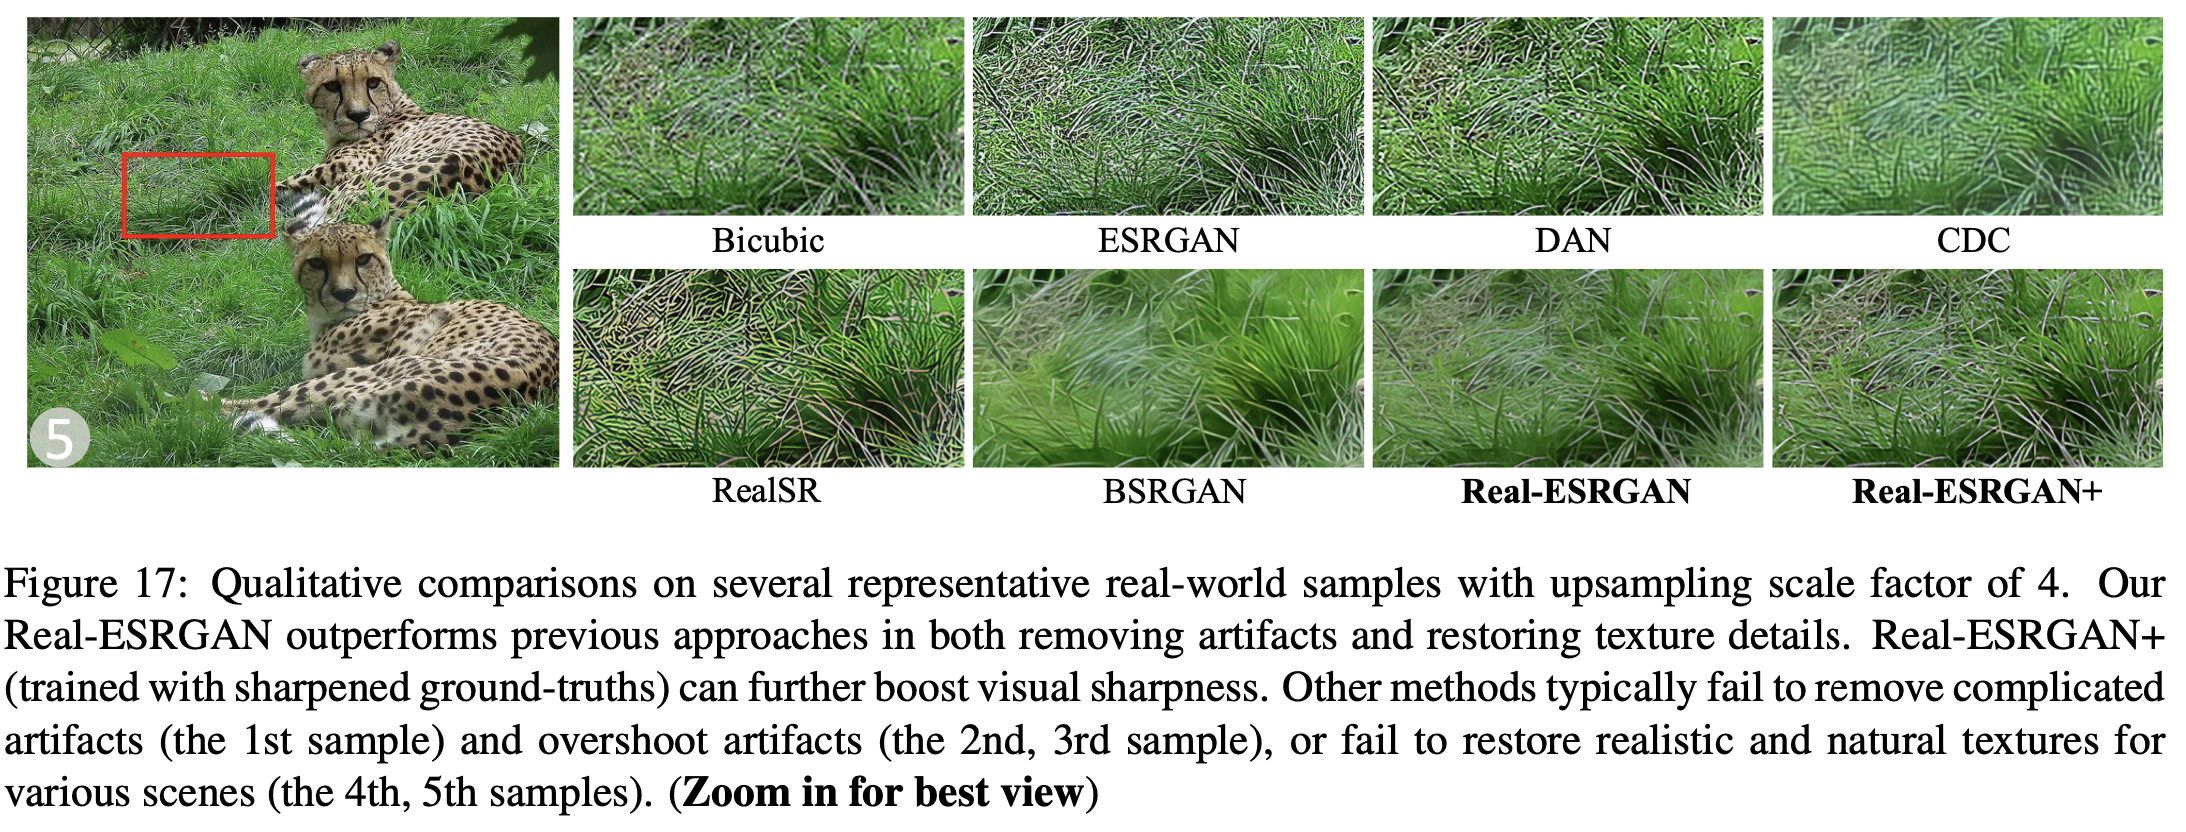 Bicubic
ESRGAN
DAN
CDC
5
RealSR
BSRGAN
Real-ESRGAN
Real-ESRGAN+
Figure 17: Qualitative comparisons on several representative real-world samples with upsampling scale factor of 4. Our
Real-ESRGAN outperforms previous approaches in both removing artifacts and restoring texture details. Real-ESRGAN+
(trained with sharpened ground-truths) can further boost visual sharpness. Other methods typically fail to remove complicated
artifacts (the 1st sample) and overshoot artifacts (the 2nd, 3rd sample), or fail to restore realistic and natural textures for
various scenes (the 4th, 5th samples). (Zoom in for best view)